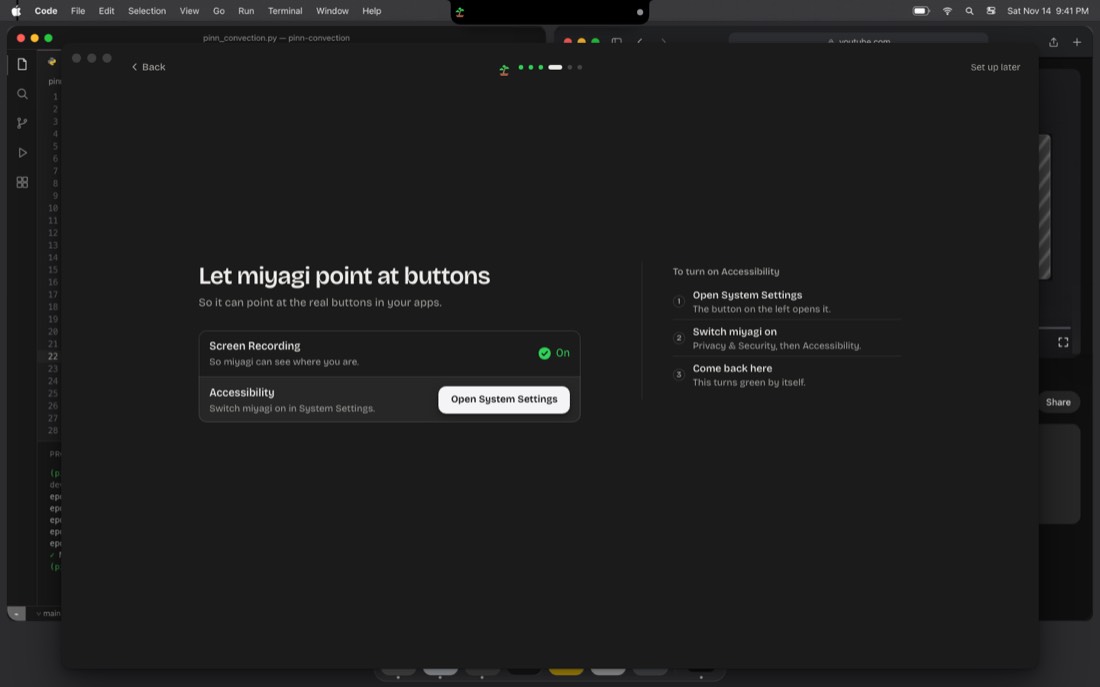 Code File Edit Selection View Go Run Terminal Window Help
Sat Nov 14 9:41 PM
pinn_convection.py — pinn-convection
youtube.com
Back
Set up later
1
2
3
4
5
6
7
8
9
10
11
12
13
14
15
16
17
18
19
20
21
22
23
24
25
26
27
28
Let miyagi point at buttons
So it can point at the real buttons in your apps.
Screen Recording
So miyagi can see where you are.
On
Accessibility
Switch miyagi on in System Settings.
Open System Settings
To turn on Accessibility
1 Open System Settings
The button on the left opens it.
2 Switch miyagi on
Privacy & Security, then Accessibility.
3 Come back here
This turns green by itself.
Share
main